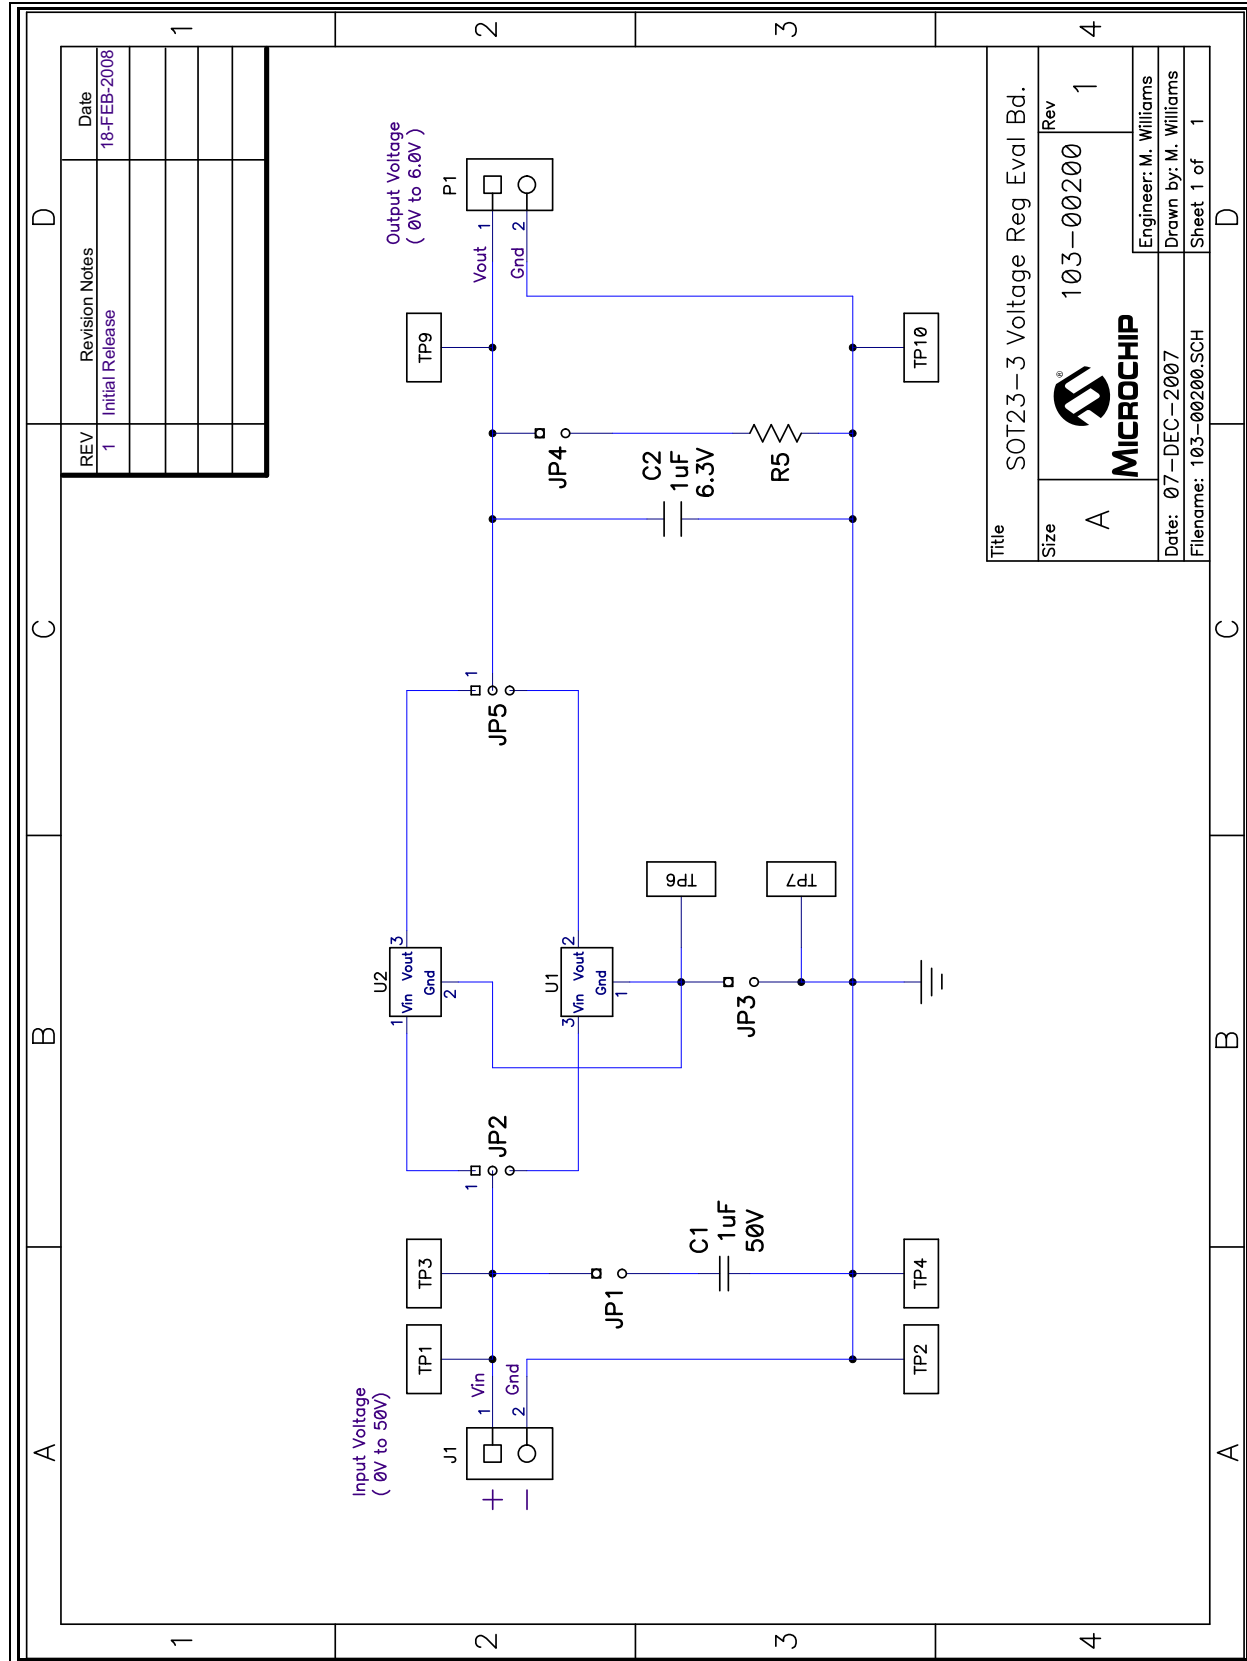 A
B
C
D
1
2
3
4
REV Revision Notes Date
1 Initial Release 18-FEB-2008
Input Voltage
( 0V to 50V)
+
-
J1
1 Vin
2 Gnd
TP1
TP3
TP2
TP4
JP1
C1
1uF
50V
1
JP2
U2
1 Vin Vout 3
Gnd
2
U1
3 Vin Vout 2
Gnd
1
TP6
TP7
JP3
1
JP5
C2
1uF
6.3V
JP4
R5
TP9
TP10
Output Voltage
( 0V to 6.0V )
P1
Vout 1
Gnd 2
Title
SOT23-3 Voltage Reg Eval Bd.
Size
A
MICROCHIP
®
103-00200
Rev
1
Date: 07-DEC-2007
Engineer: M. Williams
Drawn by: M. Williams
Filename: 103-00200.SCH
Sheet 1 of 1
A
B
C
D
1
2
3
4